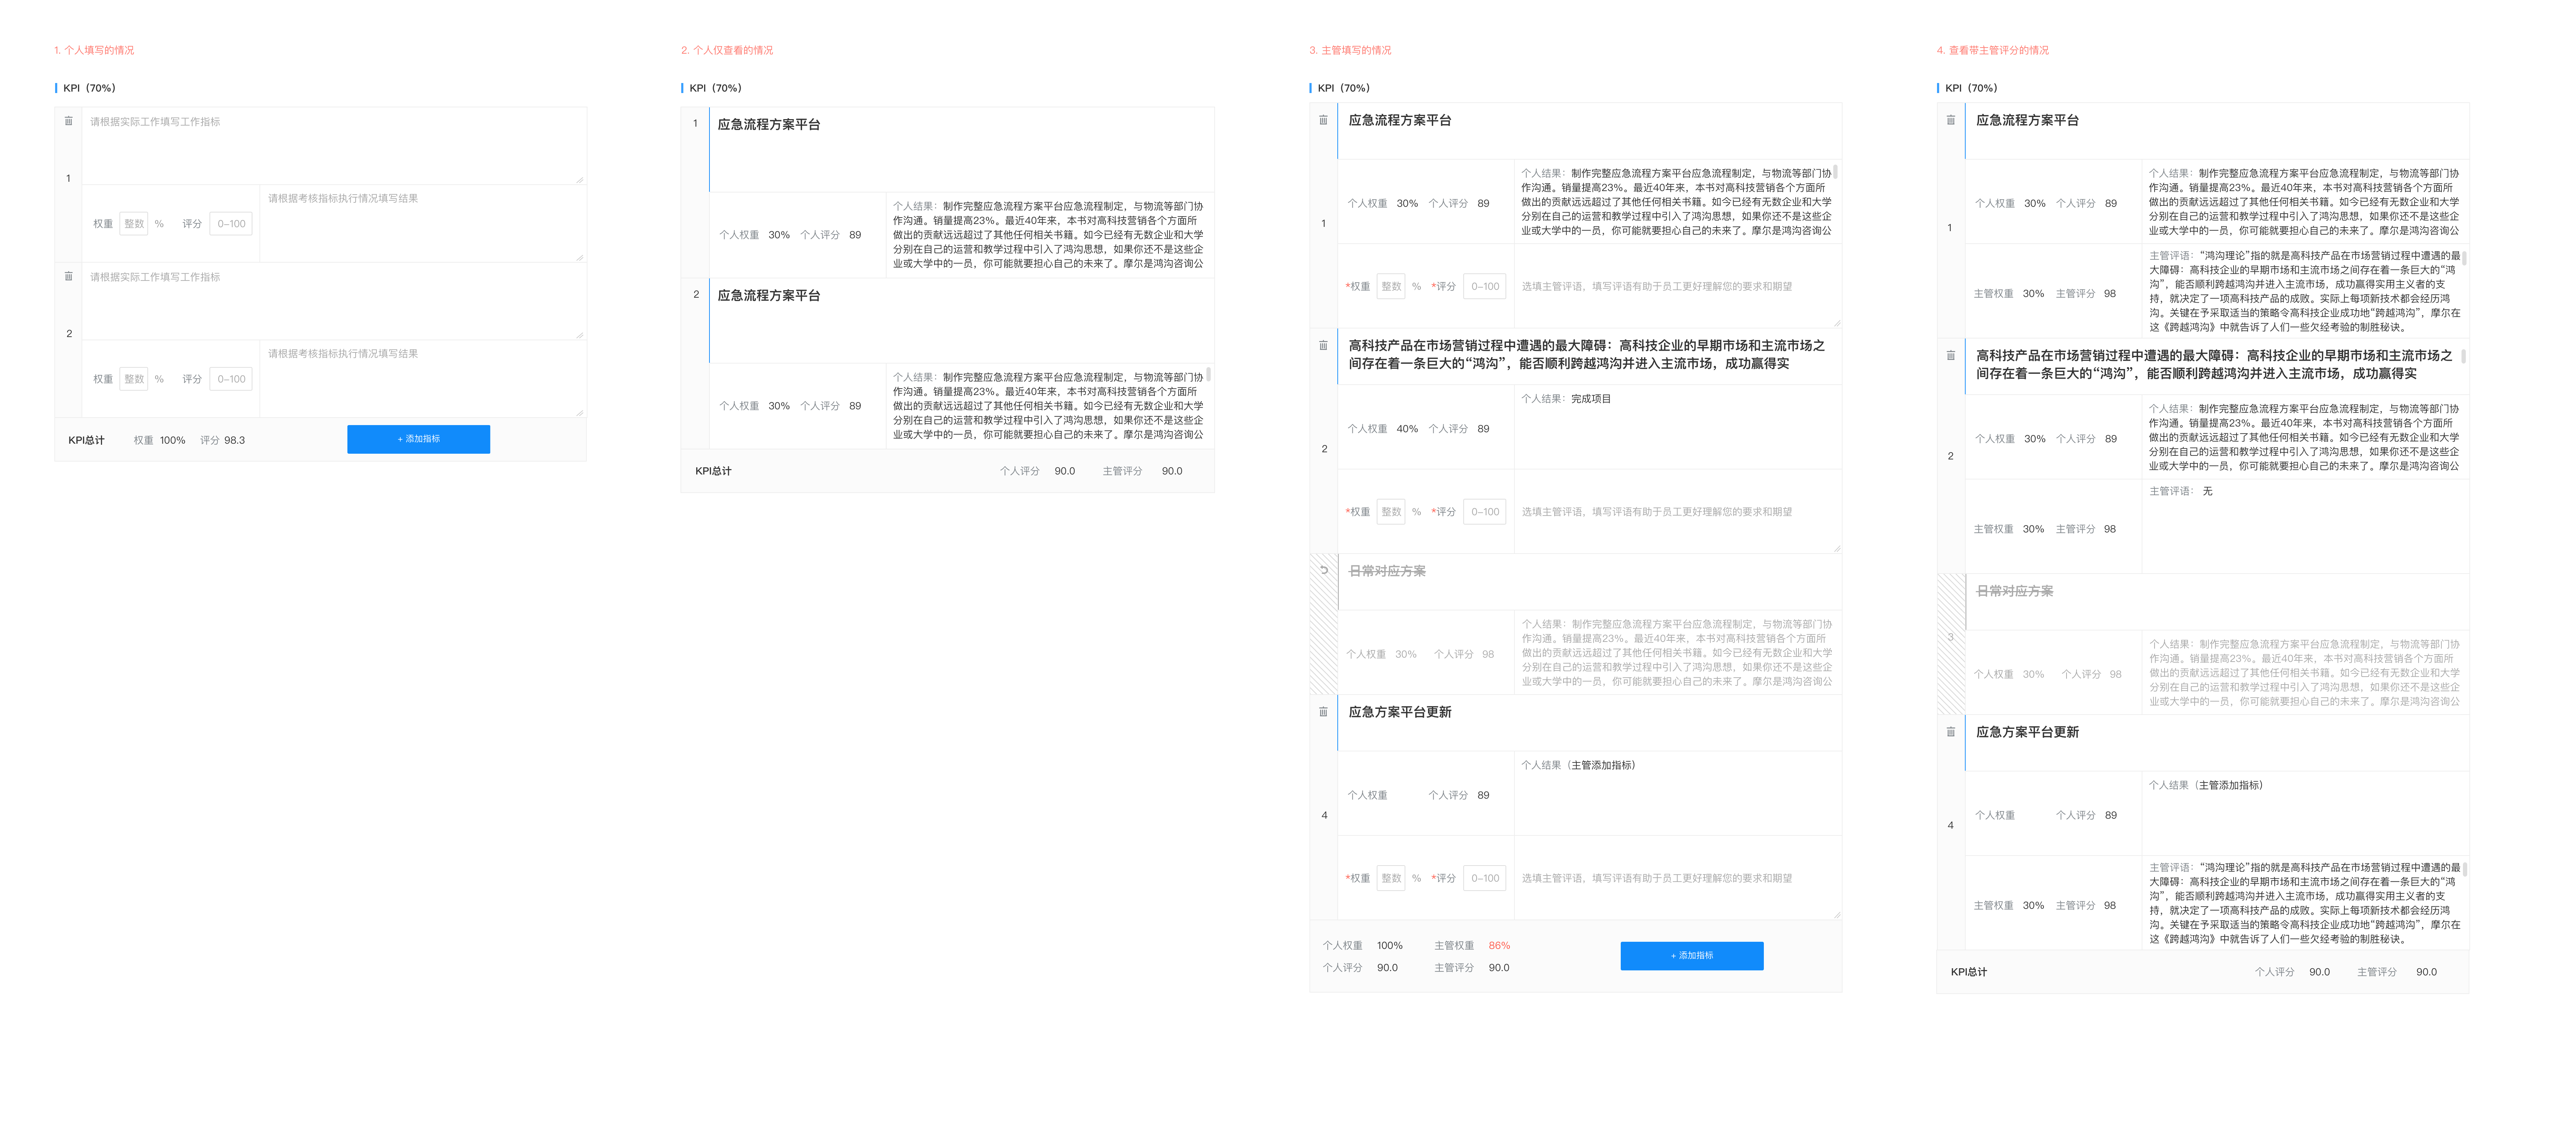 1. 个人填写的情况
KPI（70%）
请根据实际工作填写工作指标
1
请根据考核指标执行情况填写结果
权重 整数 % 评分 0-100
请根据实际工作填写工作指标
2
请根据考核指标执行情况填写结果
权重 整数 % 评分 0-100
KPI总计 权重 100% 评分 98.3 + 添加指标
2. 个人仅查看的情况
KPI（70%）
1 应急流程方案平台
个人权重 30% 个人评分 89
个人结果：制作完整应急流程方案平台应急流程制定，与物流等部门协
作沟通。销量提高23%。最近40年来，本书对高科技营销各个方面所
做出的贡献远远超过了其他任何相关书籍。如今已经有无数企业和大学
分别在自己的运营和教学过程中引入了鸿沟思想，如果你还不是这些企
业或大学中的一员，你可能就要担心自己的未来了。摩尔是鸿沟咨询公
2 应急流程方案平台
个人权重 30% 个人评分 89
个人结果：制作完整应急流程方案平台应急流程制定，与物流等部门协
作沟通。销量提高23%。最近40年来，本书对高科技营销各个方面所
做出的贡献远远超过了其他任何相关书籍。如今已经有无数企业和大学
分别在自己的运营和教学过程中引入了鸿沟思想，如果你还不是这些企
业或大学中的一员，你可能就要担心自己的未来了。摩尔是鸿沟咨询公
KPI总计 个人评分 90.0 主管评分 90.0
3. 主管填写的情况
KPI（70%）
应急流程方案平台
1
个人权重 30% 个人评分 89
个人结果：制作完整应急流程方案平台应急流程制定，与物流等部门协
作沟通。销量提高23%。最近40年来，本书对高科技营销各个方面所
做出的贡献远远超过了其他任何相关书籍。如今已经有无数企业和大学
分别在自己的运营和教学过程中引入了鸿沟思想，如果你还不是这些企
业或大学中的一员，你可能就要担心自己的未来了。摩尔是鸿沟咨询公
*权重 整数 % *评分 0-100 选填主管评语，填写评语有助于员工更好理解您的要求和期望
高科技产品在市场营销过程中遭遇的最大障碍：高科技企业的早期市场和主流市场之
间存在着一条巨大的“鸿沟”，能否顺利跨越鸿沟并进入主流市场，成功赢得实
2
个人结果：完成项目
个人权重 40% 个人评分 89
*权重 整数 % *评分 0-100 选填主管评语，填写评语有助于员工更好理解您的要求和期望
日常对应方案
个人权重 30% 个人评分 98
个人结果：制作完整应急流程方案平台应急流程制定，与物流等部门协
作沟通。销量提高23%。最近40年来，本书对高科技营销各个方面所
做出的贡献远远超过了其他任何相关书籍。如今已经有无数企业和大学
分别在自己的运营和教学过程中引入了鸿沟思想，如果你还不是这些企
业或大学中的一员，你可能就要担心自己的未来了。摩尔是鸿沟咨询公
应急方案平台更新
4
个人结果（主管添加指标）
个人权重 个人评分 89
*权重 整数 % *评分 0-100 选填主管评语，填写评语有助于员工更好理解您的要求和期望
个人权重 100% 主管权重 86%
个人评分 90.0 主管评分 90.0
+ 添加指标
4. 查看带主管评分的情况
KPI（70%）
应急流程方案平台
1
个人权重 30% 个人评分 89
个人结果：制作完整应急流程方案平台应急流程制定，与物流等部门协
作沟通。销量提高23%。最近40年来，本书对高科技营销各个方面所
做出的贡献远远超过了其他任何相关书籍。如今已经有无数企业和大学
分别在自己的运营和教学过程中引入了鸿沟思想，如果你还不是这些企
业或大学中的一员，你可能就要担心自己的未来了。摩尔是鸿沟咨询公
主管权重 30% 主管评分 98
主管评语：“鸿沟理论”指的就是高科技产品在市场营销过程中遭遇的最
大障碍：高科技企业的早期市场和主流市场之间存在着一条巨大的“鸿
沟”，能否顺利跨越鸿沟并进入主流市场，成功赢得实用主义者的支
持，就决定了一项高科技产品的成败。实际上每项新技术都会经历鸿
沟。关键在予采取适当的策略令高科技企业成功地“跨越鸿沟”，摩尔在
这《跨越鸿沟》中就告诉了人们一些欠经考验的制胜秘诀。
高科技产品在市场营销过程中遭遇的最大障碍：高科技企业的早期市场和主流市场之
间存在着一条巨大的“鸿沟”，能否顺利跨越鸿沟并进入主流市场，成功赢得实
2
个人权重 30% 个人评分 89
个人结果：制作完整应急流程方案平台应急流程制定，与物流等部门协
作沟通。销量提高23%。最近40年来，本书对高科技营销各个方面所
做出的贡献远远超过了其他任何相关书籍。如今已经有无数企业和大学
分别在自己的运营和教学过程中引入了鸿沟思想，如果你还不是这些企
业或大学中的一员，你可能就要担心自己的未来了。摩尔是鸿沟咨询公
主管评语： 无
主管权重 30% 主管评分 98
日常对应方案
3
个人权重 30% 个人评分 98
个人结果：制作完整应急流程方案平台应急流程制定，与物流等部门协
作沟通。销量提高23%。最近40年来，本书对高科技营销各个方面所
做出的贡献远远超过了其他任何相关书籍。如今已经有无数企业和大学
分别在自己的运营和教学过程中引入了鸿沟思想，如果你还不是这些企
业或大学中的一员，你可能就要担心自己的未来了。摩尔是鸿沟咨询公
应急方案平台更新
4
个人结果（主管添加指标）
个人权重 个人评分 89
主管权重 30% 主管评分 98
主管评语：“鸿沟理论”指的就是高科技产品在市场营销过程中遭遇的最
大障碍：高科技企业的早期市场和主流市场之间存在着一条巨大的“鸿
沟”，能否顺利跨越鸿沟并进入主流市场，成功赢得实用主义者的支
持，就决定了一项高科技产品的成败。实际上每项新技术都会经历鸿
沟。关键在予采取适当的策略令高科技企业成功地“跨越鸿沟”，摩尔在
这《跨越鸿沟》中就告诉了人们一些欠经考验的制胜秘诀。
KPI总计 个人评分 90.0 主管评分 90.0